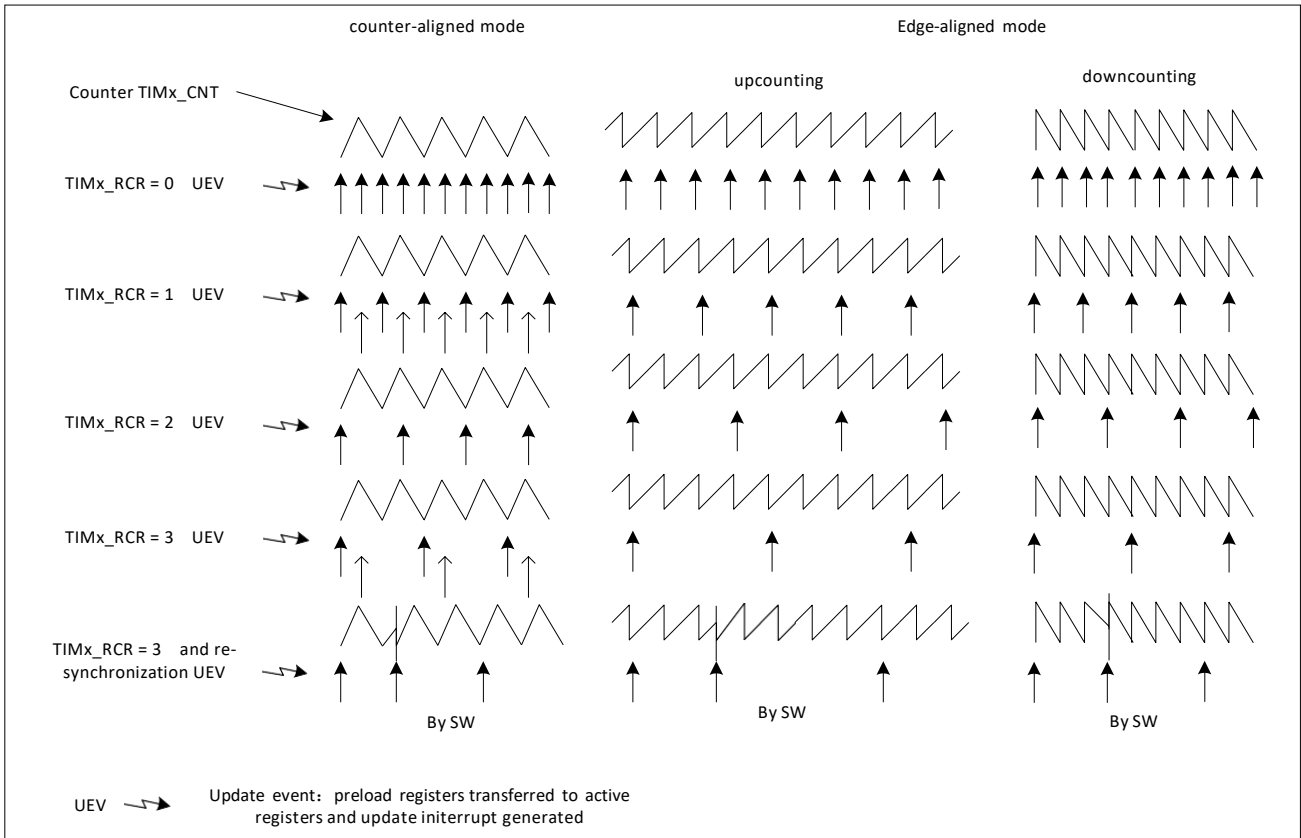 counter-aligned mode
Edge-aligned mode
upcounting
downcounting
Counter TIMx_CNT
TIMx_RCR = 0 UEV
TIMx_RCR = 1 UEV
TIMx_RCR = 2 UEV
TIMx_RCR = 3 UEV
TIMx_RCR = 3 and re-
synchronization UEV
By SW
By SW
By SW
UEV
Update event: preload registers transferred to active
registers and update initerrupt generated